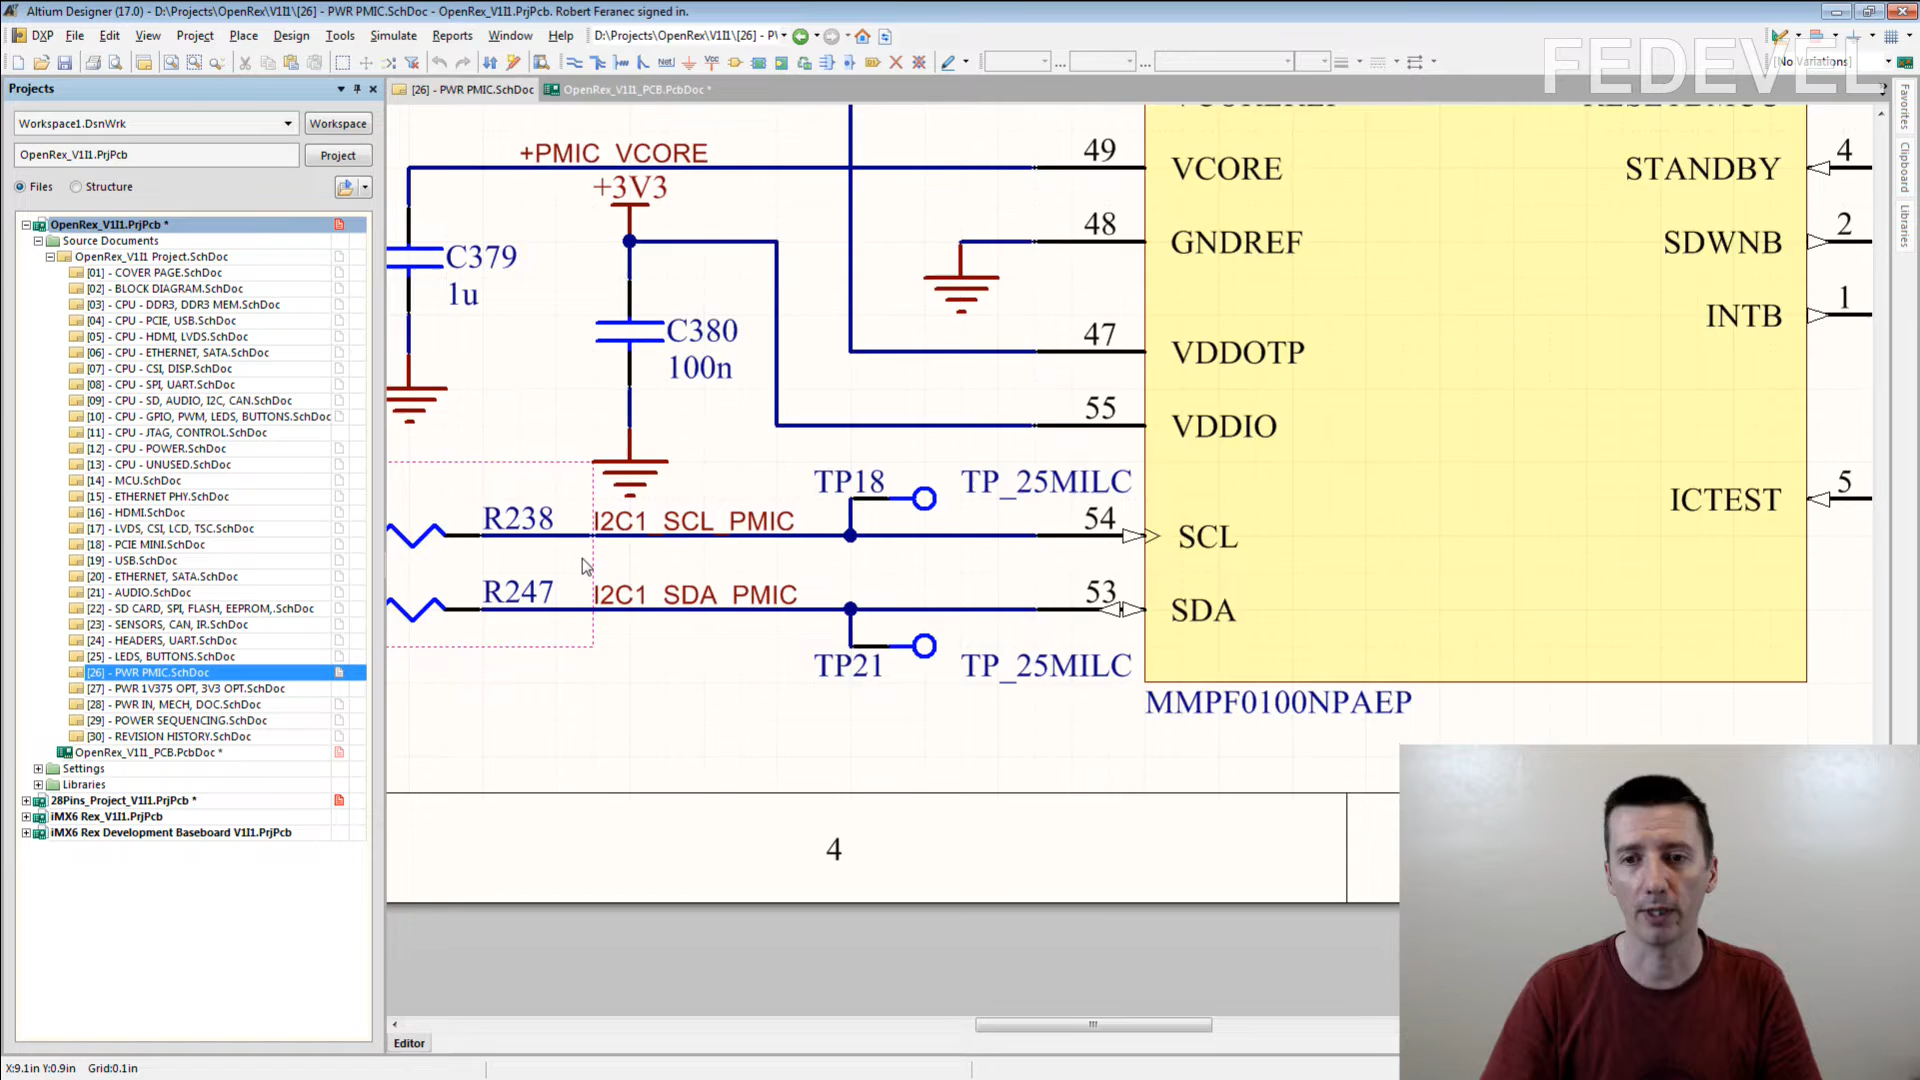 Altium Designer (17.0) - D:\Projects\OpenRex\V1I1\[26] - PWR PMIC.SchDoc - OpenRex_V1I1.PrjPcb. Robert Feranec signed in.
DXP File Edit View Project Place Design Tools Simulate Reports Window Help D:\Projects\OpenRex\V1I1\[26] - P\
Net Vcc
[No Variations]
FEDEVEL
Projects
[26] - PWR PMIC.SchDoc OpenRex_V1I1_PCB.PcbDoc *
Workspace1.DsnWrk Workspace
OpenRex_V1I1.PrjPcb Project
Files Structure
OpenRex_V1I1.PrjPcb *
Source Documents
OpenRex_V1I1 Project.SchDoc
[01] - COVER PAGE.SchDoc
[02] - BLOCK DIAGRAM.SchDoc
[03] - CPU - DDR3, DDR3 MEM.SchDoc
[04] - CPU - PCIE, USB.SchDoc
[05] - CPU - HDMI, LVDS.SchDoc
[06] - CPU - ETHERNET, SATA.SchDoc
[07] - CPU - CSI, DISP.SchDoc
[08] - CPU - SPI, UART.SchDoc
[09] - CPU - SD, AUDIO, I2C, CAN.SchDoc
[10] - CPU - GPIO, PWM, LEDS, BUTTONS.SchDoc
[11] - CPU - JTAG, CONTROL.SchDoc
[12] - CPU - POWER.SchDoc
[13] - CPU - UNUSED.SchDoc
[14] - MCU.SchDoc
[15] - ETHERNET PHY.SchDoc
[16] - HDMI.SchDoc
[17] - LVDS, CSI, LCD, TSC.SchDoc
[18] - PCIE MINI.SchDoc
[19] - USB.SchDoc
[20] - ETHERNET, SATA.SchDoc
[21] - AUDIO.SchDoc
[22] - SD CARD, SPI, FLASH, EEPROM,.SchDoc
[23] - SENSORS, CAN, IR.SchDoc
[24] - HEADERS, UART.SchDoc
[25] - LEDS, BUTTONS.SchDoc
[26] - PWR PMIC.SchDoc
[27] - PWR 1V375 OPT, 3V3 OPT.SchDoc
[28] - PWR IN, MECH, DOC.SchDoc
[29] - POWER SEQUENCING.SchDoc
[30] - REVISION HISTORY.SchDoc
OpenRex_V1I1_PCB.PcbDoc *
Settings
Libraries
28Pins_Project_V1I1.PrjPcb *
iMX6 Rex_V1I1.PrjPcb
iMX6 Rex Development Baseboard V1I1.PrjPcb
+PMIC_VCORE
+3V3
C379
1u
C380
100n
49
VCORE
48
GNDREF
47
VDDOTP
55
VDDIO
STANDBY
4
SDWNB
2
INTB
1
ICTEST
5
TP18 TP_25MILC
R238 I2C1_SCL_PMIC 54 SCL
R247 I2C1_SDA_PMIC 53 SDA
TP21 TP_25MILC
MMPF0100NPAEP
4
Favorites
Clipboard
Libraries
Editor
X:9.1in Y:0.9in Grid:0.1in